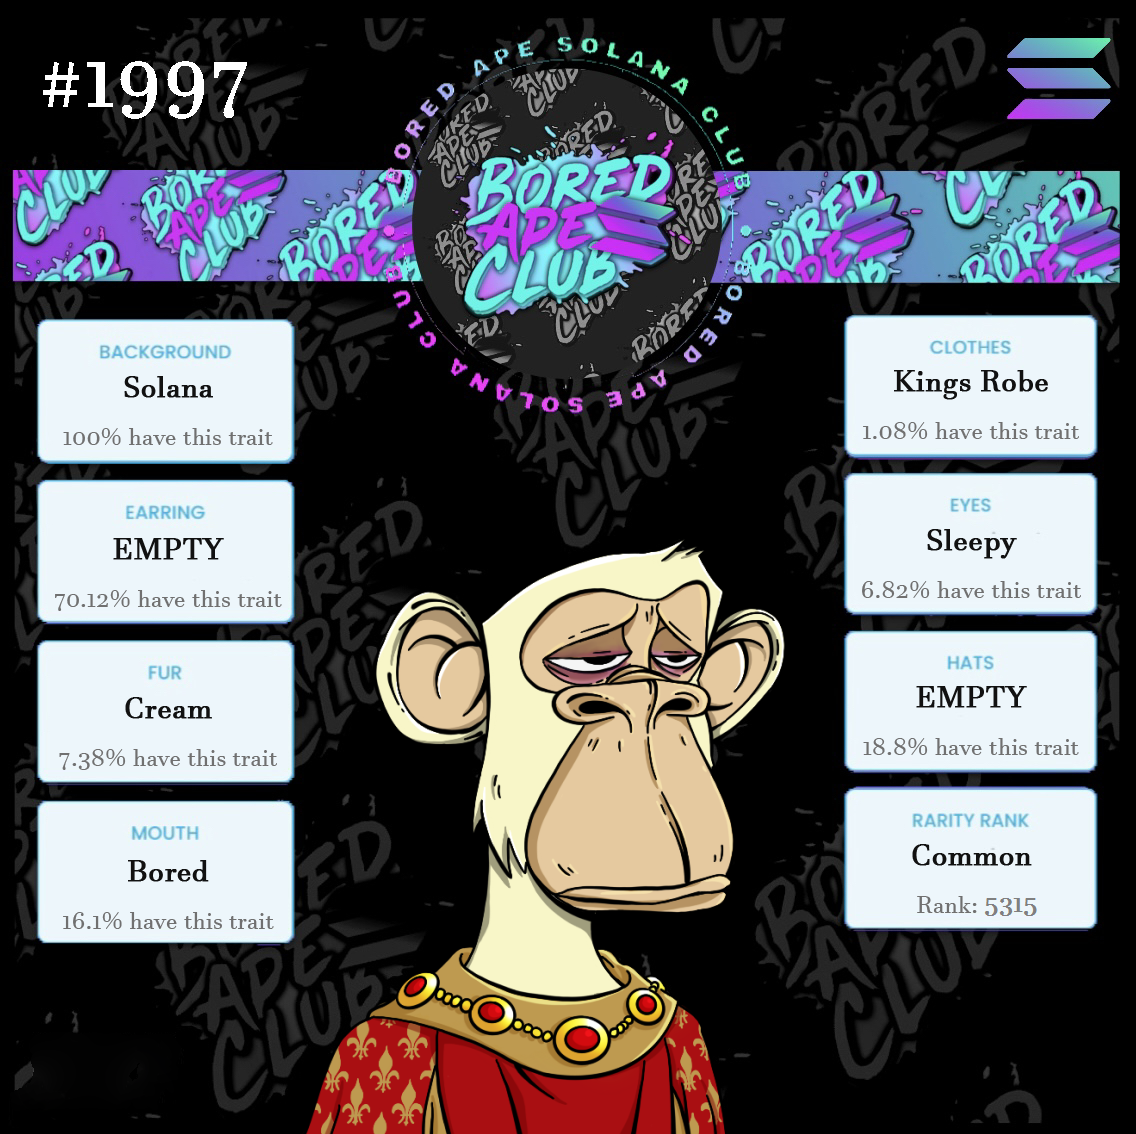 #1997
BORED APE SOLANA CLUB
BORED APE SOLANA CLUB
BORED
APE
CLUB
BACKGROUND
Solana
100% have this trait
EARRING
EMPTY
70.12% have this trait
FUR
Cream
7.38% have this trait
MOUTH
Bored
16.1% have this trait
CLOTHES
Kings Robe
1.08% have this trait
EYES
Sleepy
6.82% have this trait
HATS
EMPTY
18.8% have this trait
RARITY RANK
Common
Rank: 5315